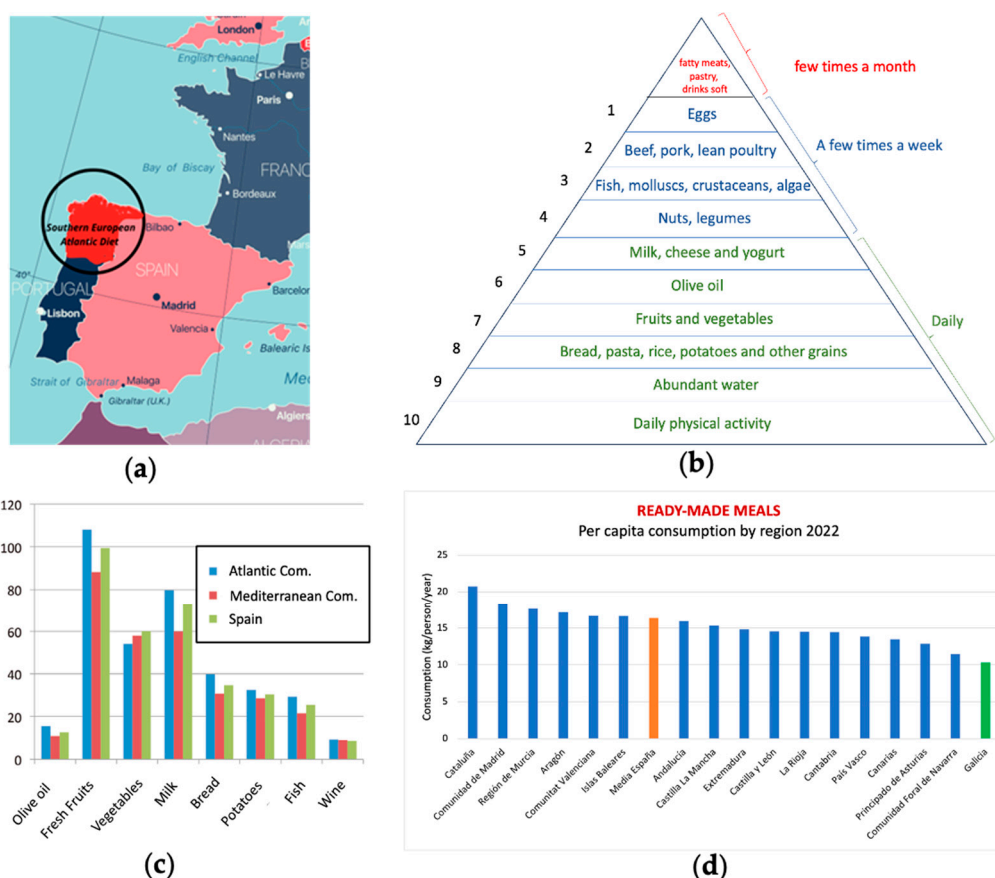 London
English Channel
Le Havre
Paris
Nantes
Bay of Biscay
FRANC
Bordeaux
Southern European
Atlantic Diet
Bilbao
Mars
40°
SPAIN
PORTUGAL
Barcelon
Madrid
Lisbon
Valencia
Balearic Is
Strait of Gibraltar
Malaga
Me
Gibraltar (U.K.)
Algiers
ALGERI
(a)
fatty meats,
pastry,
drinks soft
few times a month
1
Eggs
2
Beef, pork, lean poultry
A few times a week
3
Fish, molluscs, crustaceans, algae
4
Nuts, legumes
5
Milk, cheese and yogurt
6
Olive oil
7
Fruits and vegetables
Daily
8
Bread, pasta, rice, potatoes and other grains
9
Abundant water
10
Daily physical activity
(b)
120
100
80
60
40
20
0
Atlantic Com.
Mediterranean Com.
Spain
Olive oil
Fresh Fruits
Vegetables
Milk
Bread
Potatoes
Fish
Wine
(c)
READY-MADE MEALS
Per capita consumption by region 2022
Consumption (kg/person/year)
25
20
15
10
5
0
Cataluña
Comunidad de Madrid
Región de Murcia
Aragón
Comunitat Valenciana
Islas Baleares
Media España
Andalucía
Castilla La Mancha
Extremadura
Castilla y León
La Rioja
Cantabria
País Vasco
Canarias
Principado de Asturias
Comunidad Foral de Navarra
Galicia
(d)